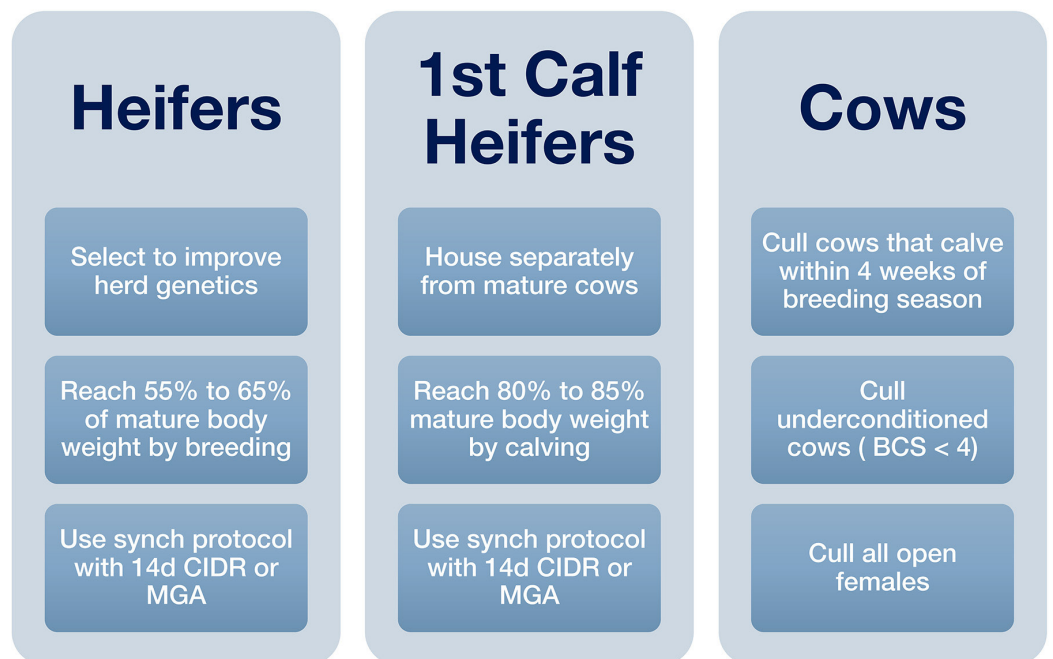 Heifers
Select to improve
herd genetics
Reach 55% to 65%
of mature body
weight by breeding
Use synch protocol
with 14d CIDR or
MGA
1st Calf
Heifers
House separately
from mature cows
Reach 80% to 85%
mature body weight
by calving
Use synch protocol
with 14d CIDR or
MGA
Cows
Cull cows that calve
within 4 weeks of
breeding season
Cull
underconditioned
cows ( BCS < 4)
Cull all open
females